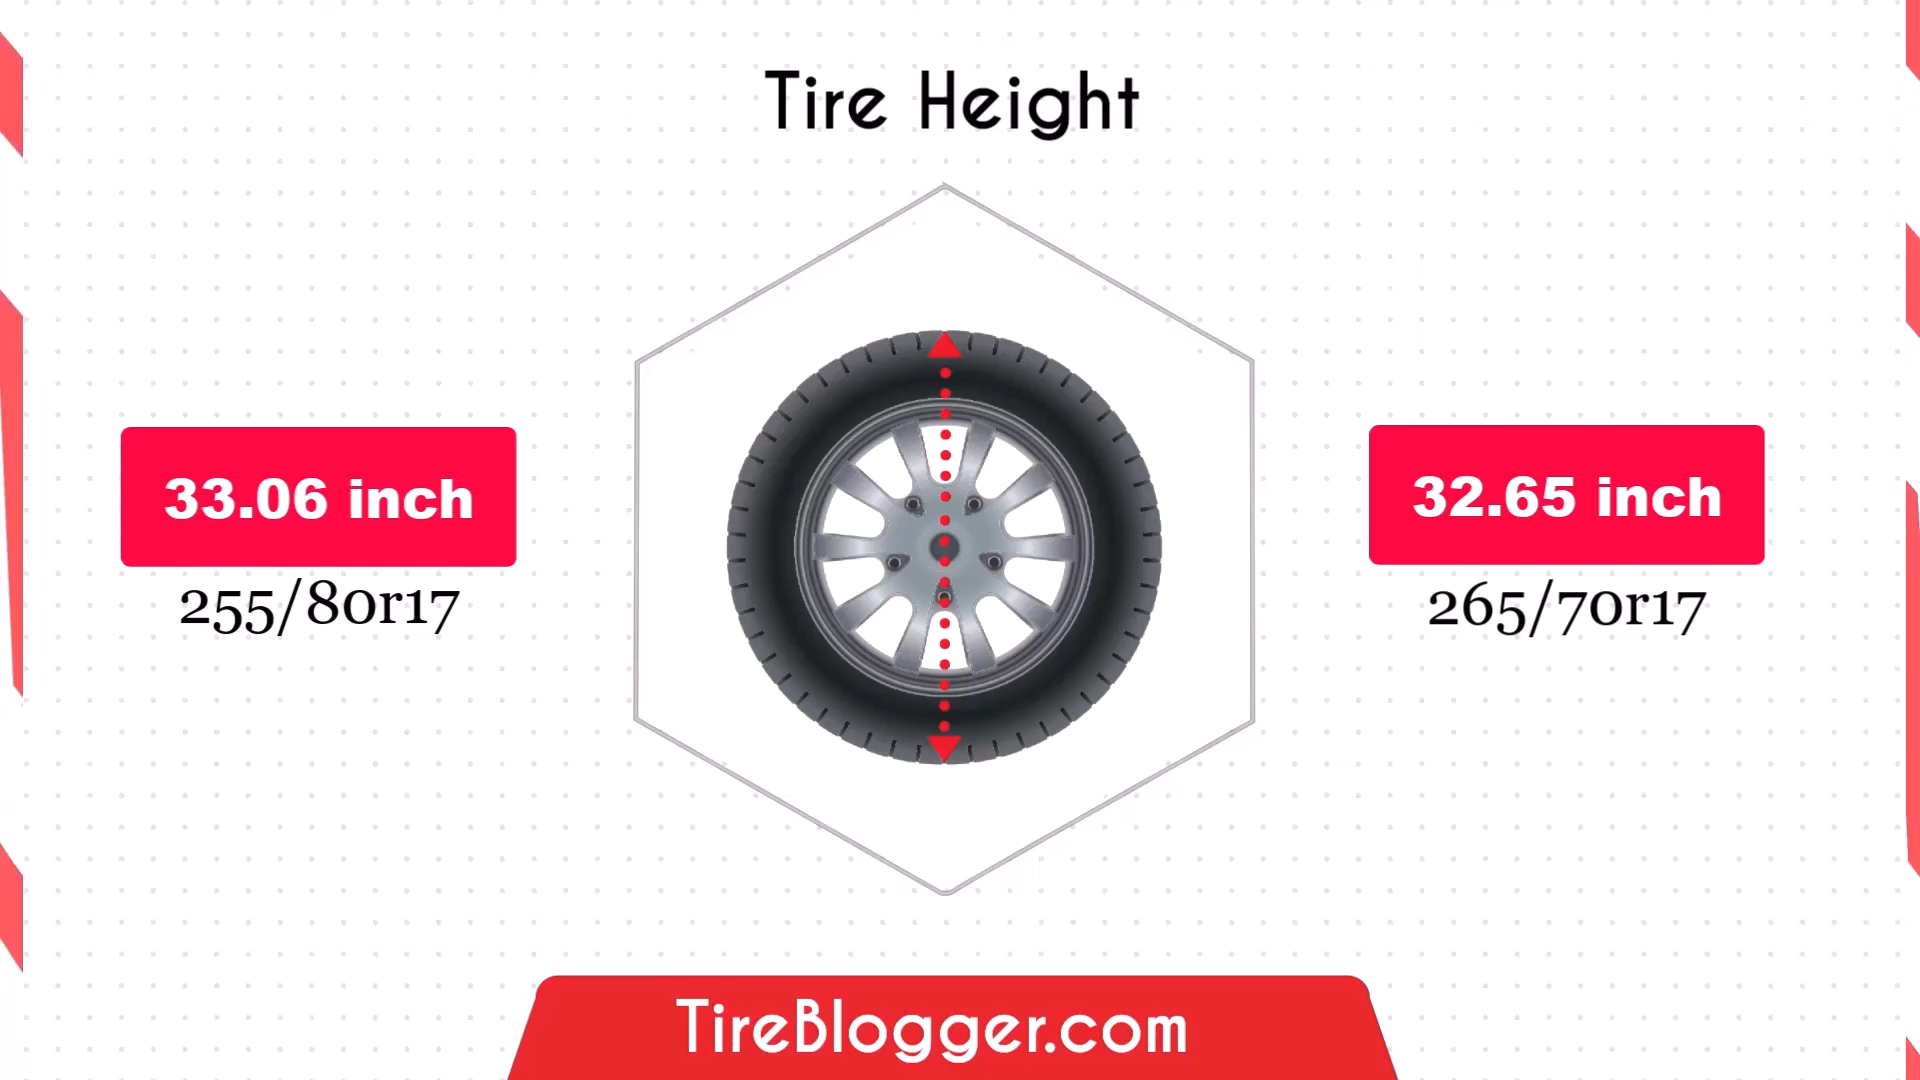 Tire Height
33.06 inch
255/80r17
32.65 inch
265/70r17
TireBlogger.com